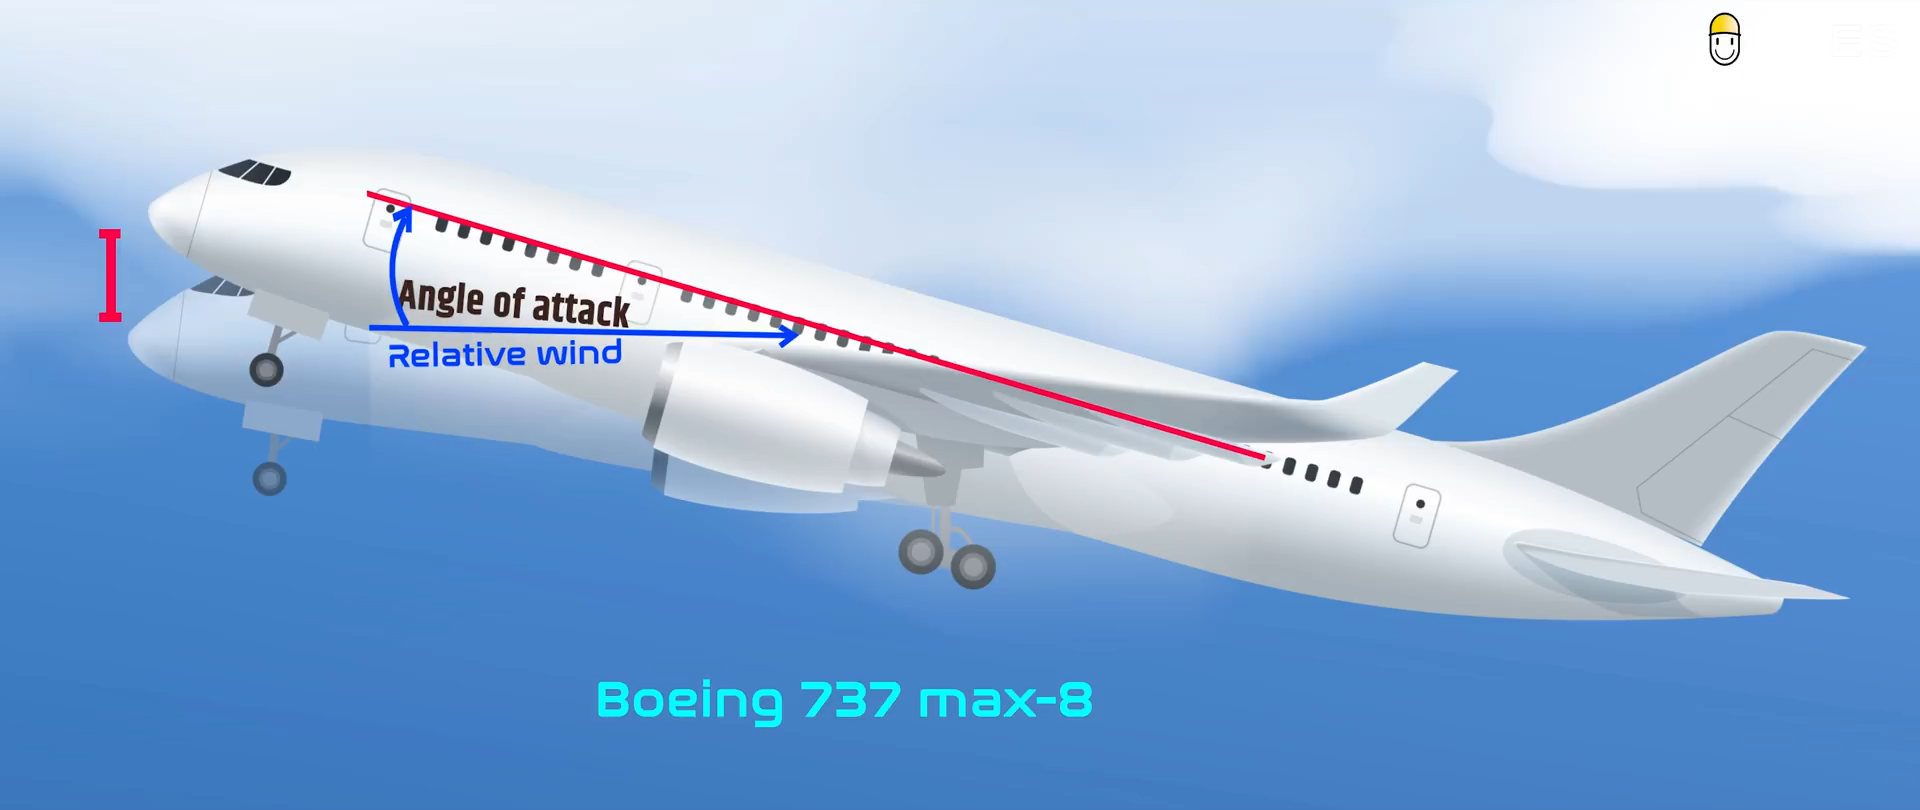 Angle of attack
Relative wind
Boeing 737 max-8